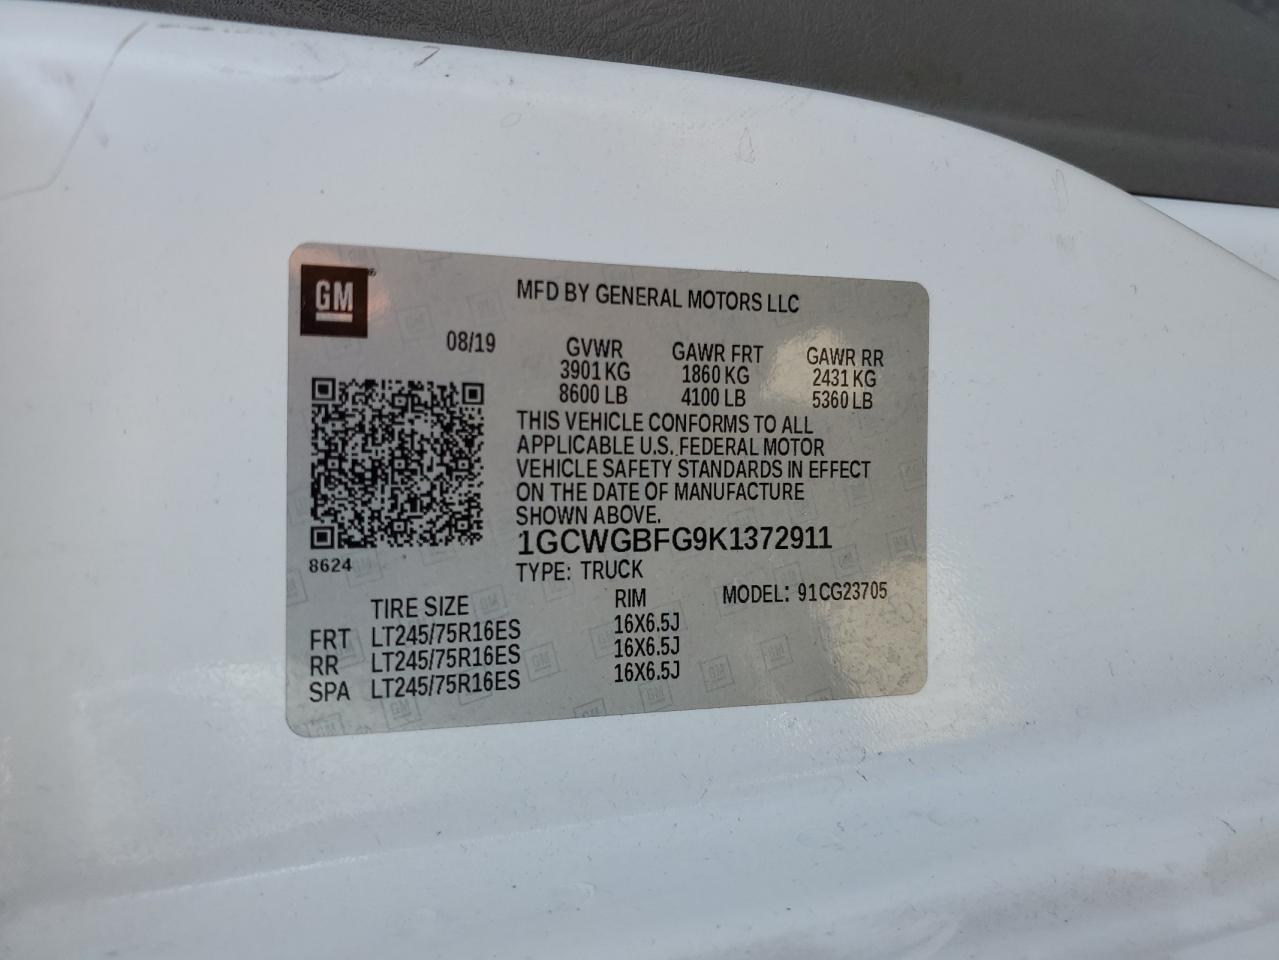 GM
MFD BY GENERAL MOTORS LLC
08/19
GVWR GAWR FRT GAWR RR
3901 KG 1860 KG 2431 KG
8600 LB 4100 LB 5360 LB
THIS VEHICLE CONFORMS TO ALL
APPLICABLE U.S. FEDERAL MOTOR
VEHICLE SAFETY STANDARDS IN EFFECT
ON THE DATE OF MANUFACTURE
SHOWN ABOVE.
1GCWGBFG9K1372911
8624
TYPE: TRUCK
TIRE SIZE RIM MODEL: 91CG23705
FRT LT245/75R16ES 16X6.5J
RR LT245/75R16ES 16X6.5J
SPA LT245/75R16ES 16X6.5J